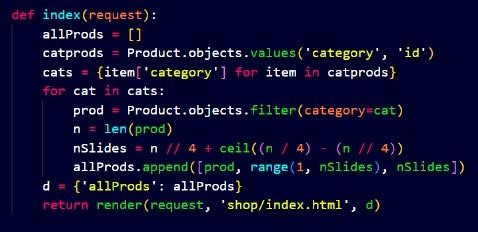 def index(request):
    allProds = []
    catprods = Product.objects.values('category', 'id')
    cats = {item['category'] for item in catprods}
    for cat in cats:
        prod = Product.objects.filter(category=cat)
        n = len(prod)
        nSlides = n // 4 + ceil((n / 4) - (n // 4))
        allProds.append([prod, range(1, nSlides), nSlides])
    d = {'allProds': allProds}
    return render(request, 'shop/index.html', d)